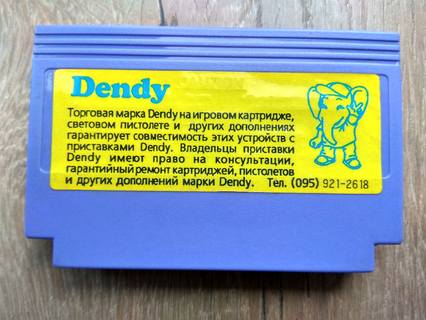 Dendy
Торговая марка Dendy на игровом картридже,
световом пистолете и других дополнениях
гарантирует совместимость этих устройств с
приставками Dendy. Владельцы приставки
Dendy имеют право на консультации,
гарантийный ремонт картриджей, пистолетов
и других дополнений марки Dendy. Тел. (095) 921-2618